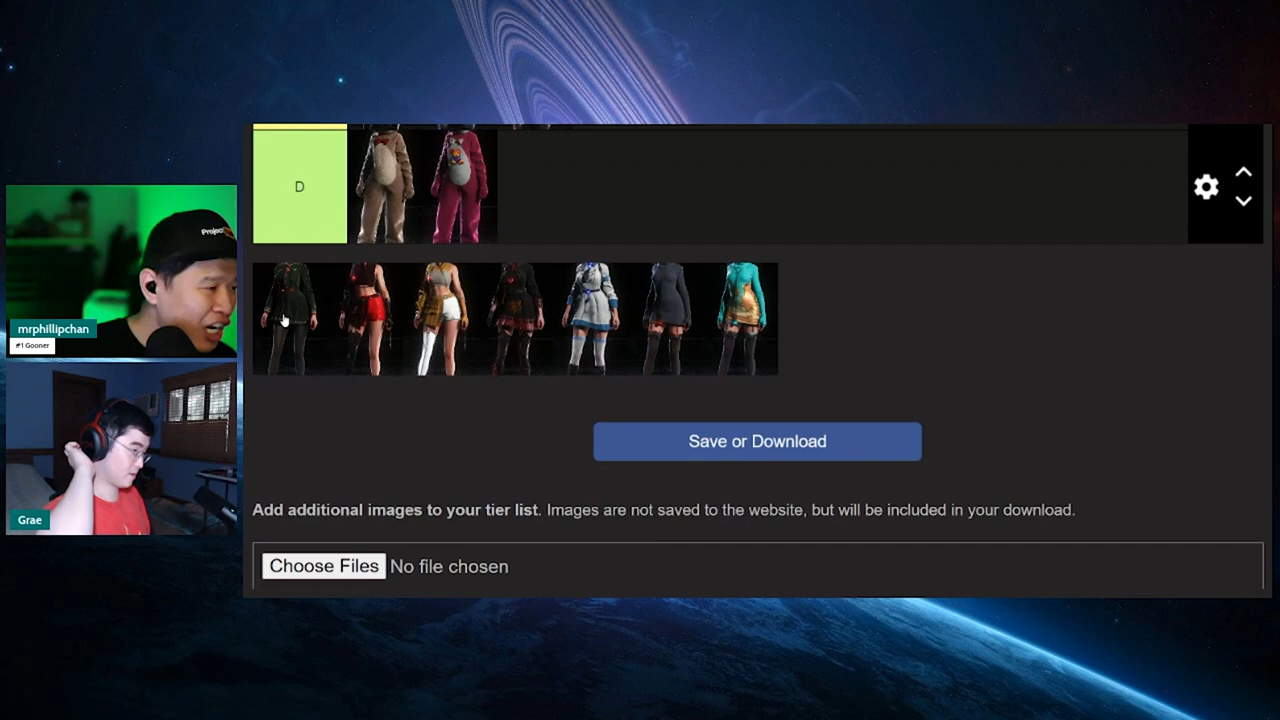 D
Project
mrphillipchan
#1 Gooner
Grae
Save or Download
Add additional images to your tier list. Images are not saved to the website, but will be included in your download.
Choose Files No file chosen